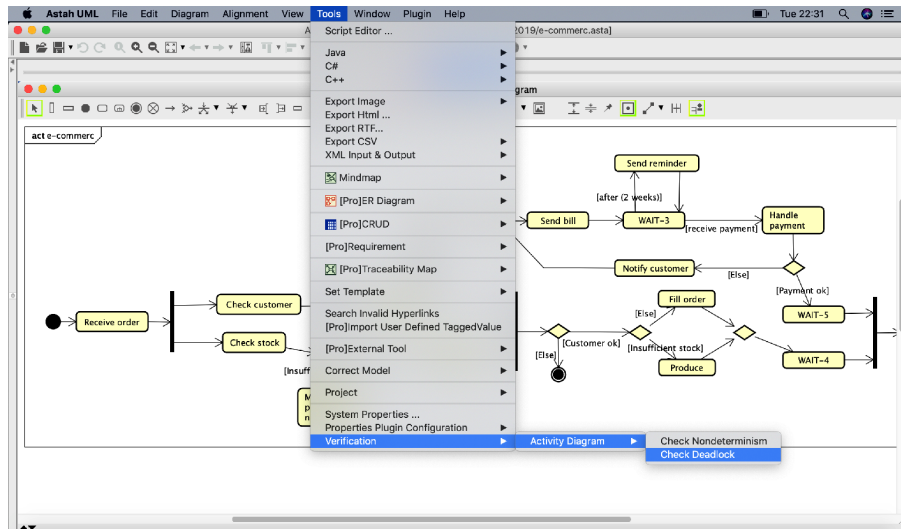 Astah UML File Edit Diagram Alignment View Tools Window Plugin Help Tue 22:31
2019/e-commerc.asta]
gram
act e-commerc
Script Editor ...
Java
C#
C++
Export Image
Export Html ...
Export RTF...
Export CSV
XML Input & Output
Mindmap
[Pro]ER Diagram
[Pro]CRUD
[Pro]Requirement
[Pro]Traceability Map
Set Template
Search Invalid Hyperlinks
[Pro]Import User Defined TaggedValue
[Pro]External Tool
Correct Model
Project
System Properties ...
Properties Plugin Configuration
Verification
Activity Diagram
Check Nondeterminism
Check Deadlock
Receive order
Check customer
Check stock
[Insuff
Send reminder
[after (2 weeks)]
Send bill
WAIT-3
[receive payment]
Handle
payment
Notify customer
[Else]
[Payment ok]
Fill order
[Else]
WAIT-5
[Customer ok]
[Insufficient stock]
[Else]
Produce
WAIT-4